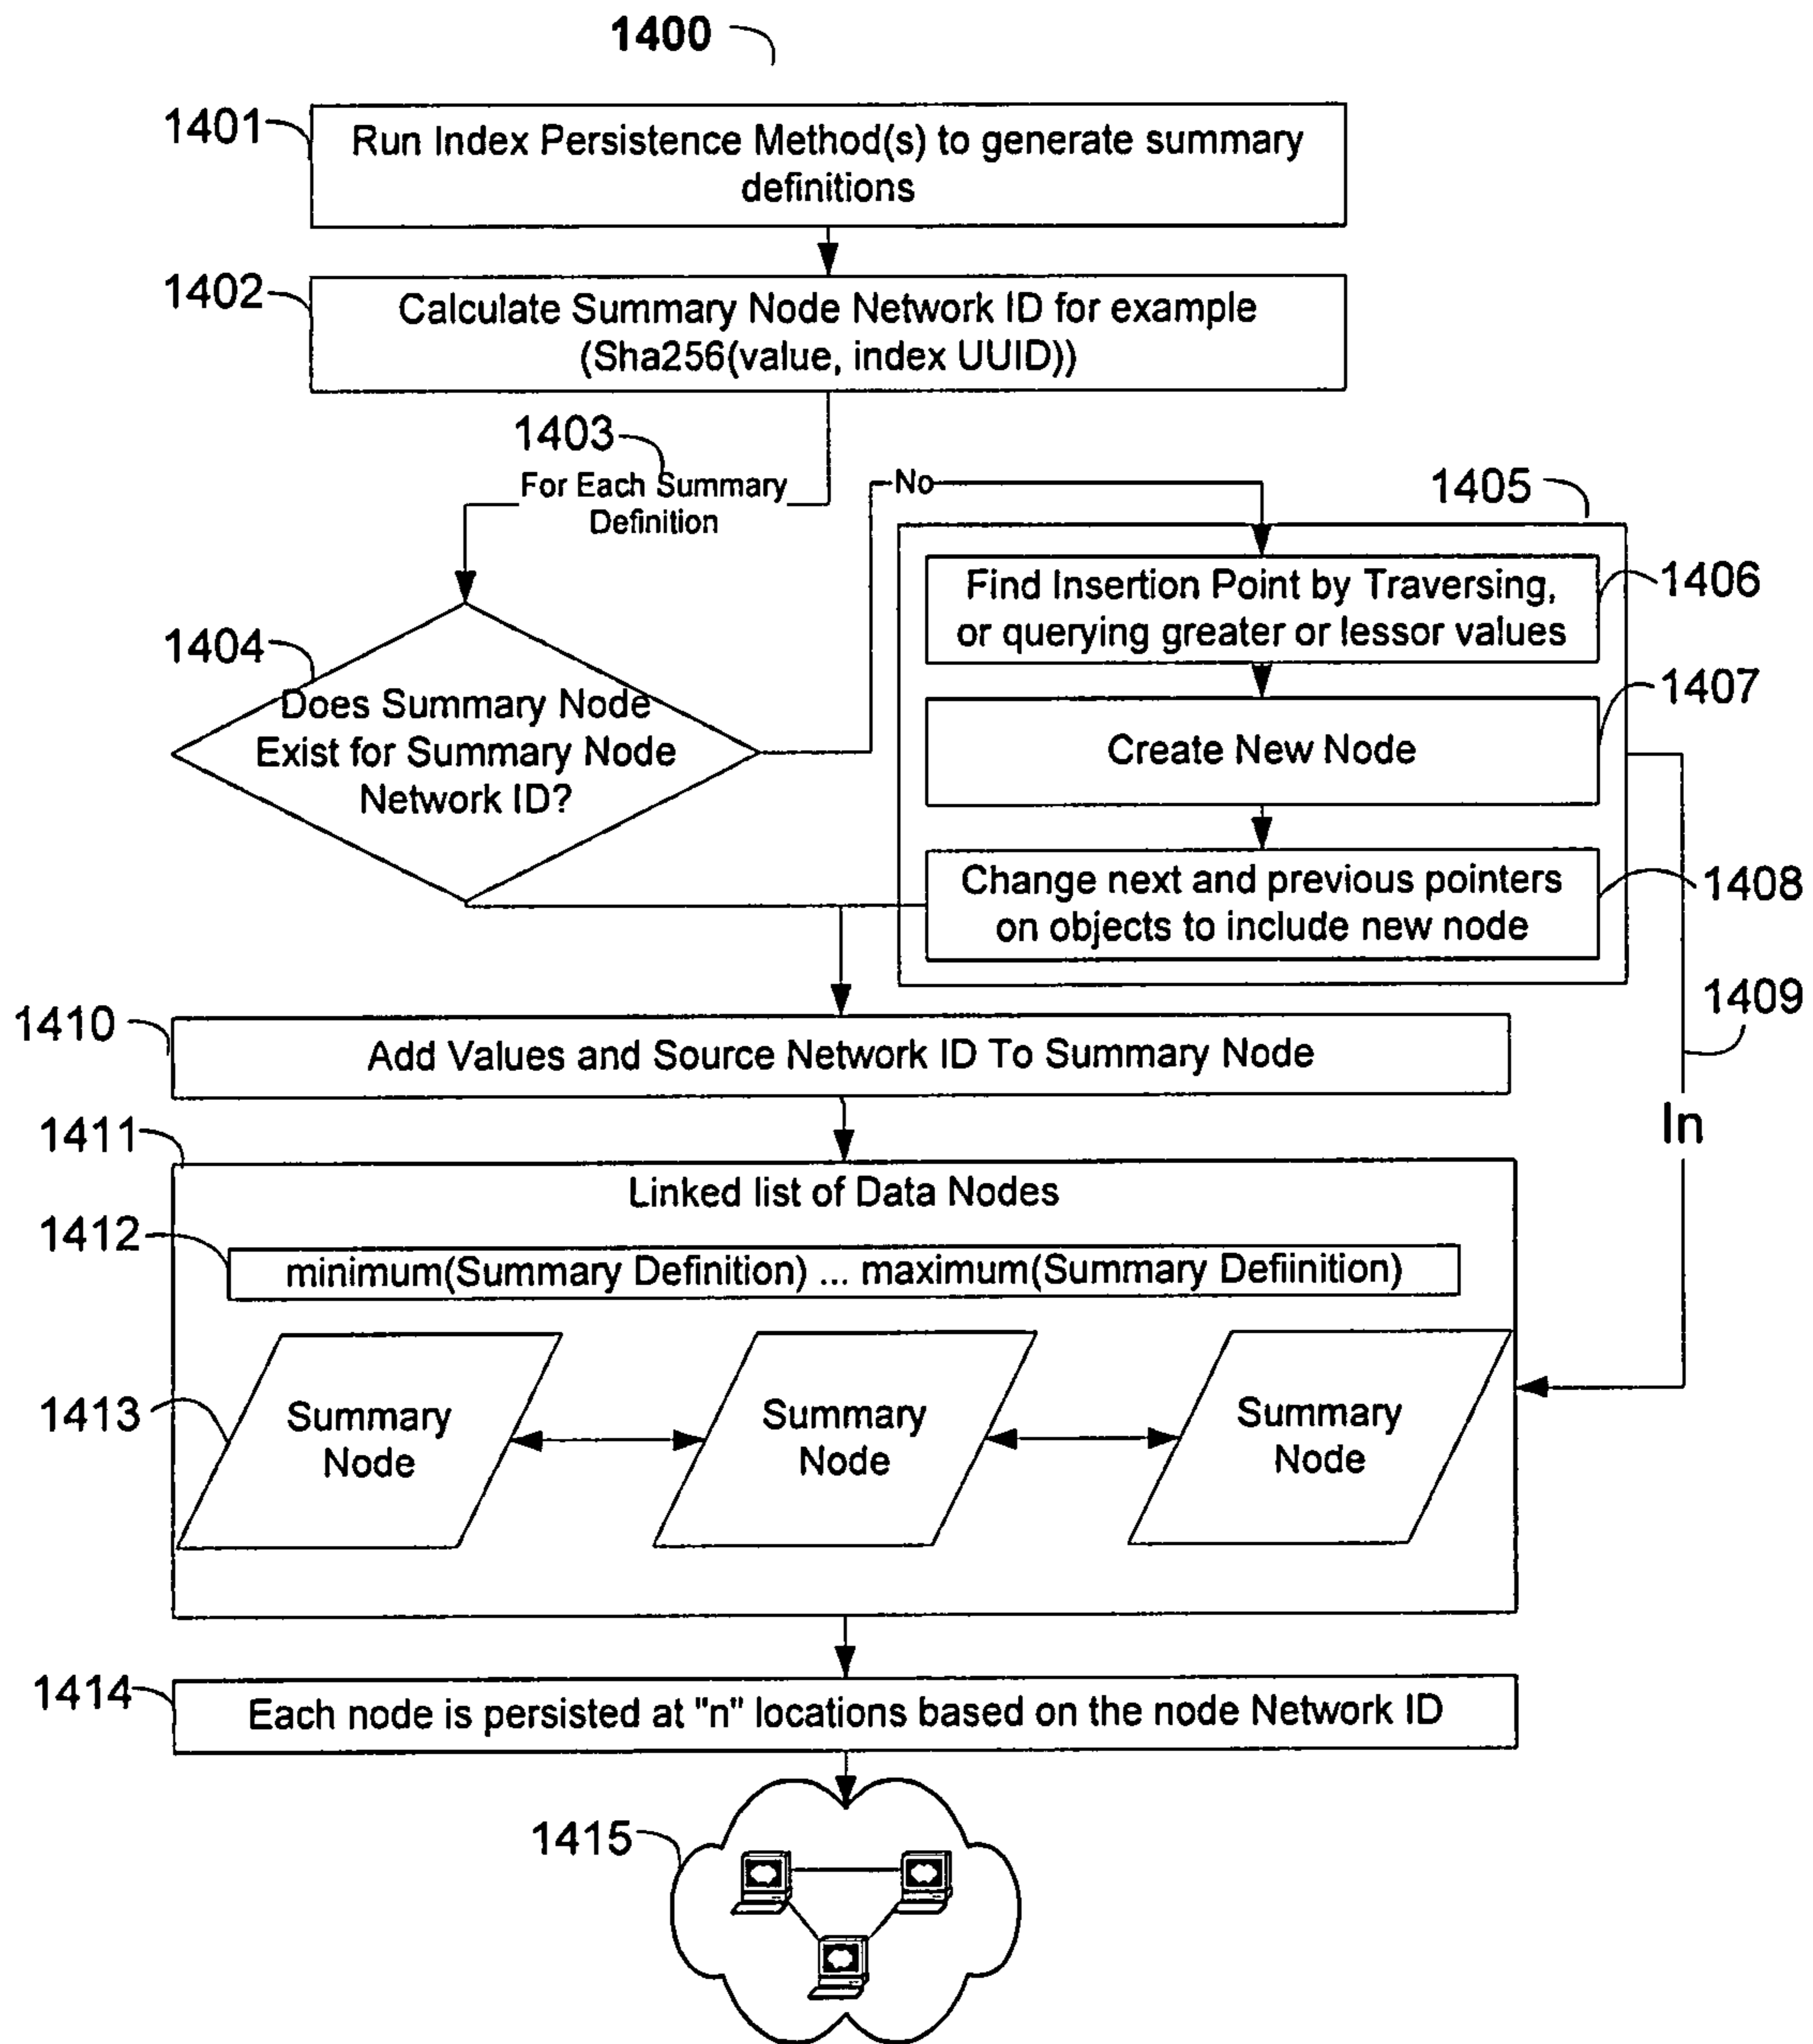 1400
1401
Run Index Persistence Method(s) to generate summary
definitions
1402
Calculate Summary Node Network ID for example
(Sha256(value, index UUID))
1403
For Each Summary
Definition
No
1405
Find Insertion Point by Traversing,
or querying greater or lessor values
1406
1404
Does Summary Node
Exist for Summary Node
Network ID?
Create New Node
1407
Change next and previous pointers
on objects to include new node
1408
1409
1410
Add Values and Source Network ID To Summary Node
In
1411
Linked list of Data Nodes
1412
minimum(Summary Definition) ... maximum(Summary Defiinition)
1413
Summary
Node
Summary
Node
Summary
Node
1414
Each node is persisted at "n" locations based on the node Network ID
1415